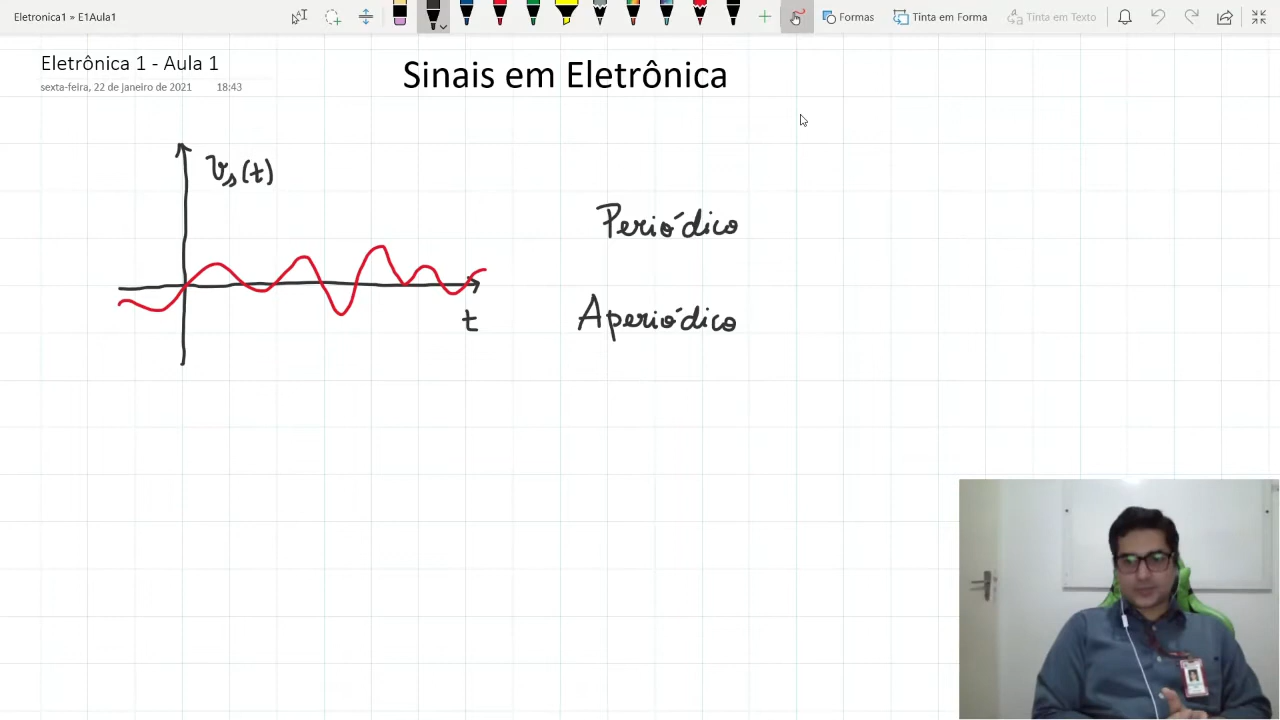 Eletronica1 » E1Aula1
Formas
Tinta em Forma
Tinta em Texto
Eletrônica 1 - Aula 1
sexta-feira, 22 de janeiro de 2021 18:43
Sinais em Eletrônica
vs(t)
Periódico
Aperiódico
t